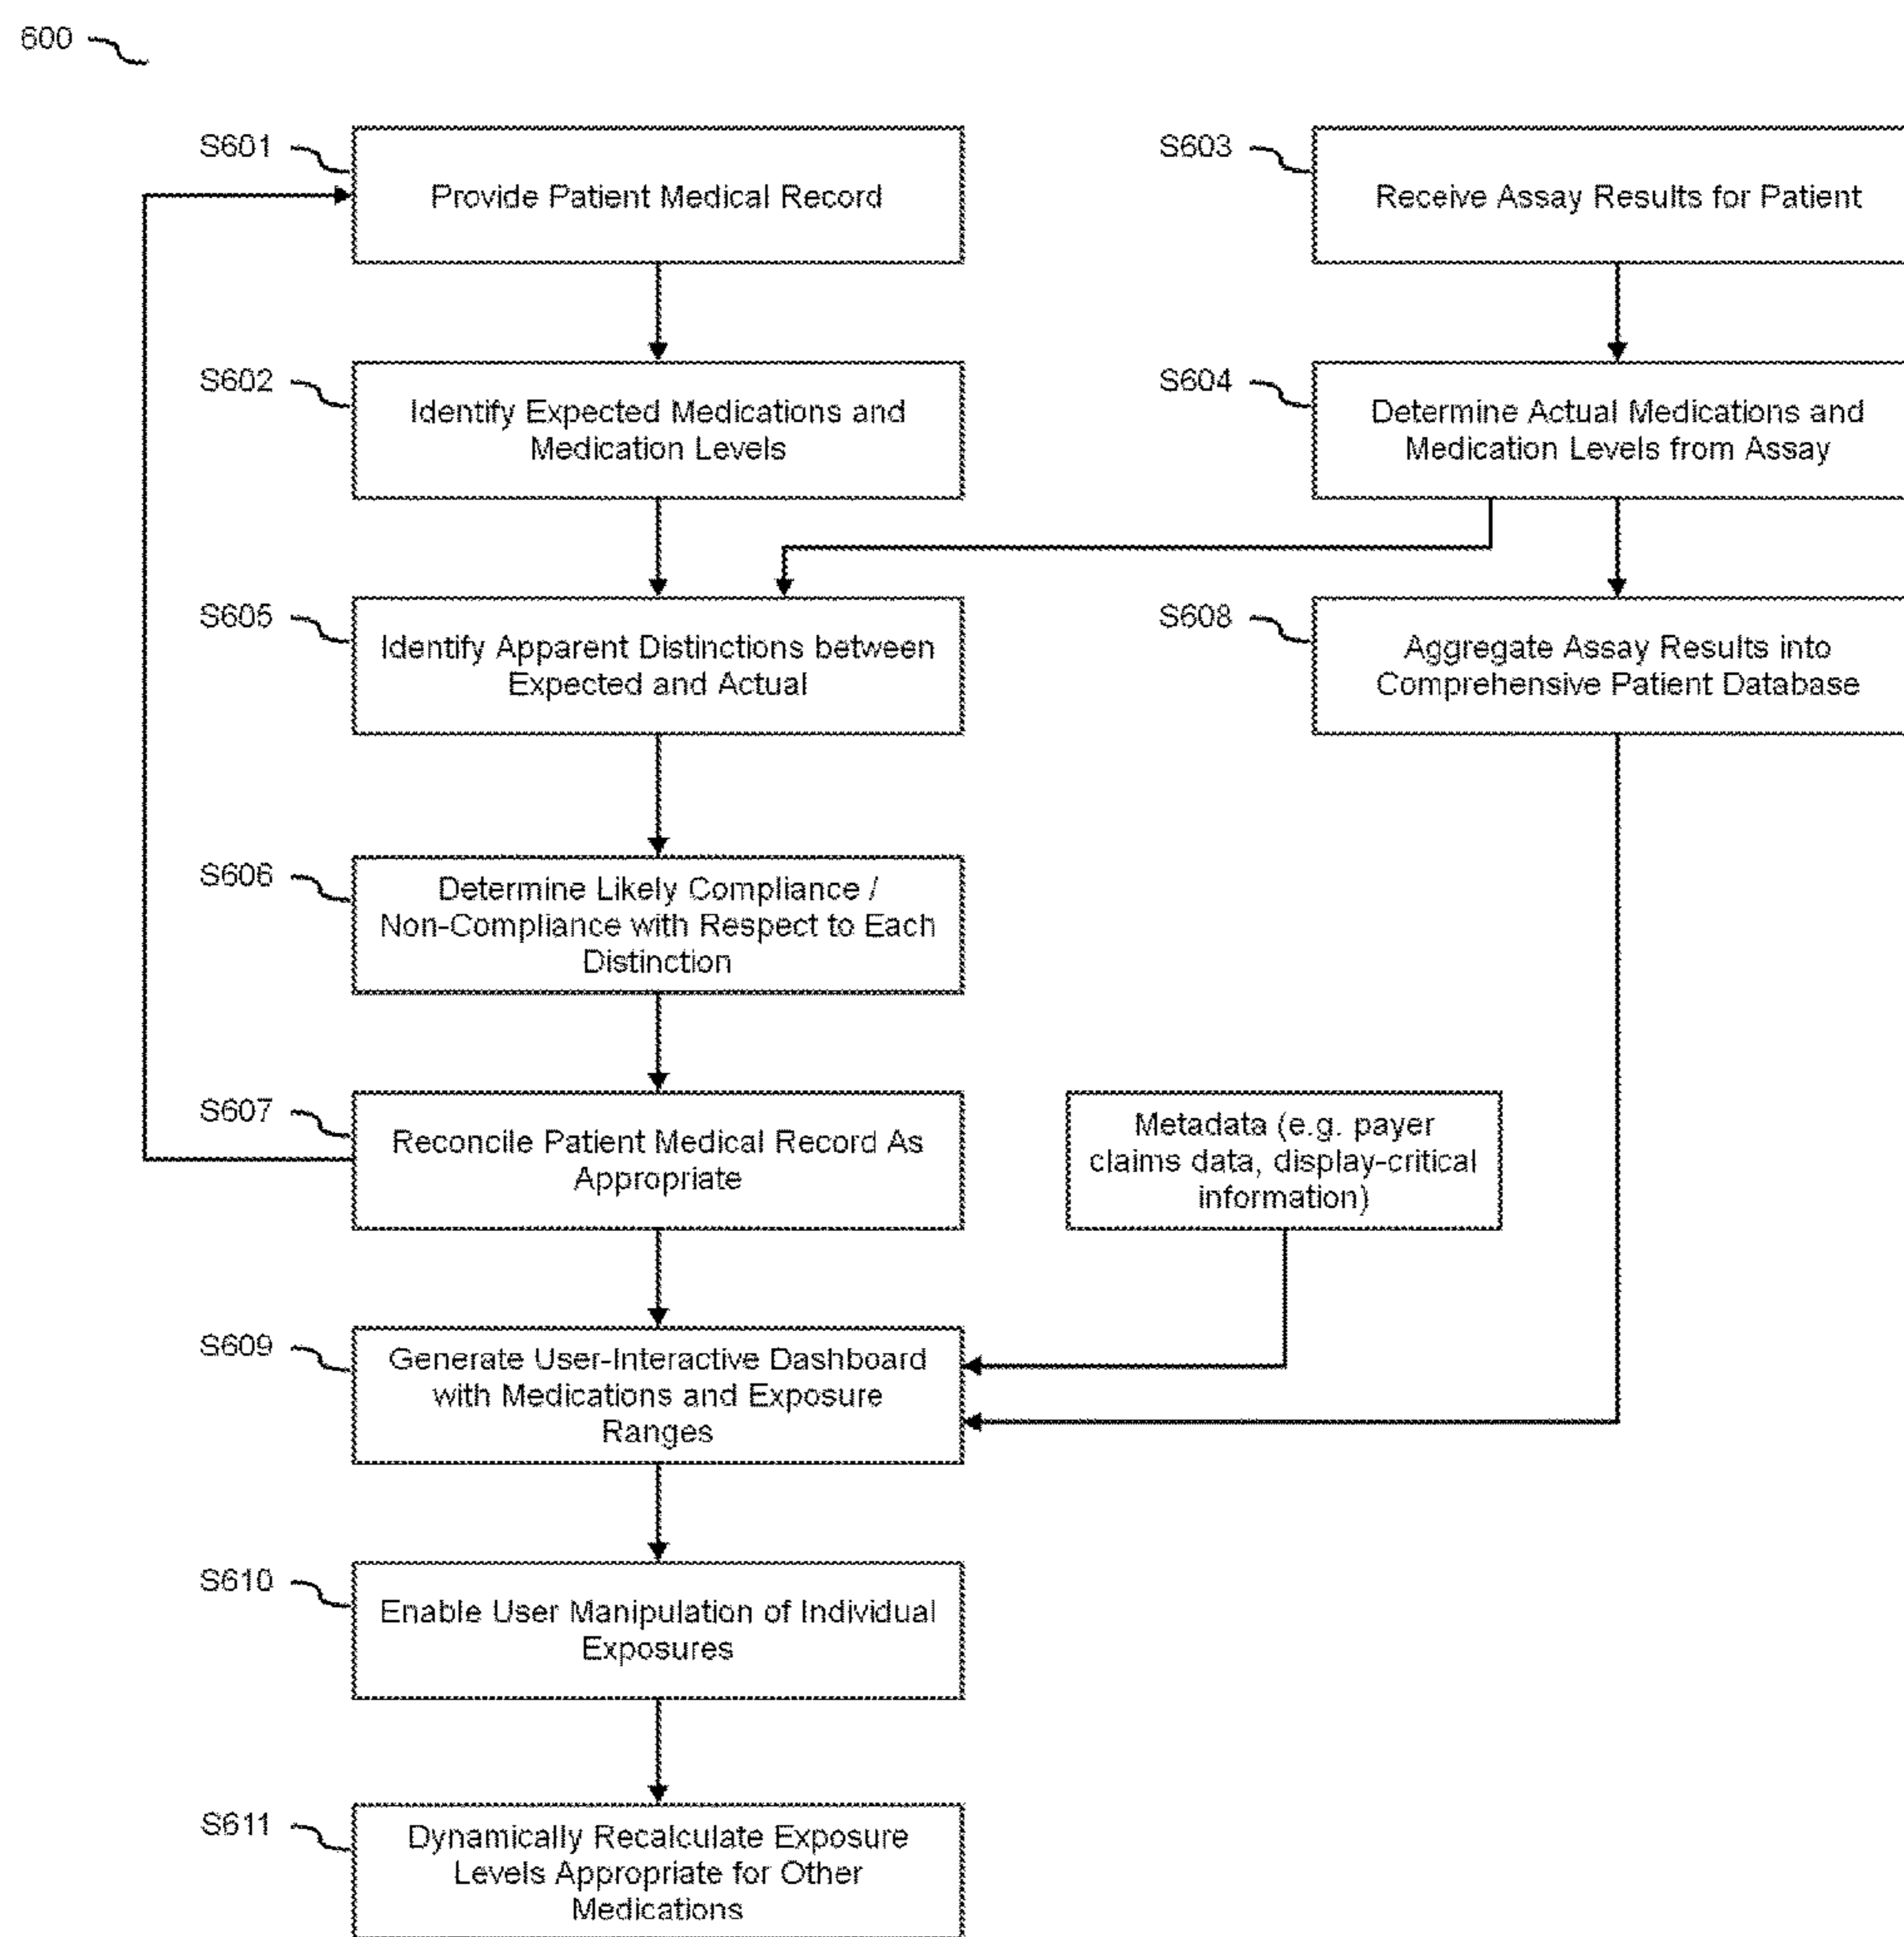 600
S601
Provide Patient Medical Record
S603
Receive Assay Results for Patient
S602
Identify Expected Medications and
Medication Levels
S604
Determine Actual Medications and
Medication Levels from Assay
S605
Identify Apparent Distinctions between
Expected and Actual
S608
Aggregate Assay Results into
Comprehensive Patient Database
S606
Determine Likely Compliance /
Non-Compliance with Respect to Each
Distinction
S607
Reconcile Patient Medical Record As
Appropriate
Metadata (e.g. payer
claims data, display-critical
information)
S609
Generate User-Interactive Dashboard
with Medications and Exposure
Ranges
S610
Enable User Manipulation of Individual
Exposures
S611
Dynamically Recalculate Exposure
Levels Appropriate for Other
Medications